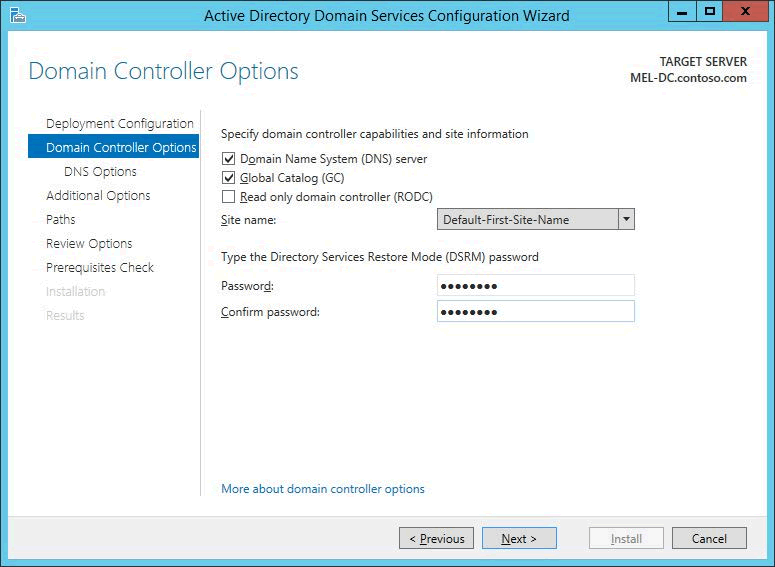 Active Directory Domain Services Configuration Wizard
Domain Controller Options
TARGET SERVER
MEL-DC.contoso.com
Deployment Configuration
Domain Controller Options
DNS Options
Additional Options
Paths
Review Options
Prerequisites Check
Installation
Results
Specify domain controller capabilities and site information
Domain Name System (DNS) server
Global Catalog (GC)
Read only domain controller (RODC)
Site name: Default-First-Site-Name
Type the Directory Services Restore Mode (DSRM) password
Password: ●●●●●●●●
Confirm password: ●●●●●●●●
More about domain controller options
< Previous Next > Install Cancel